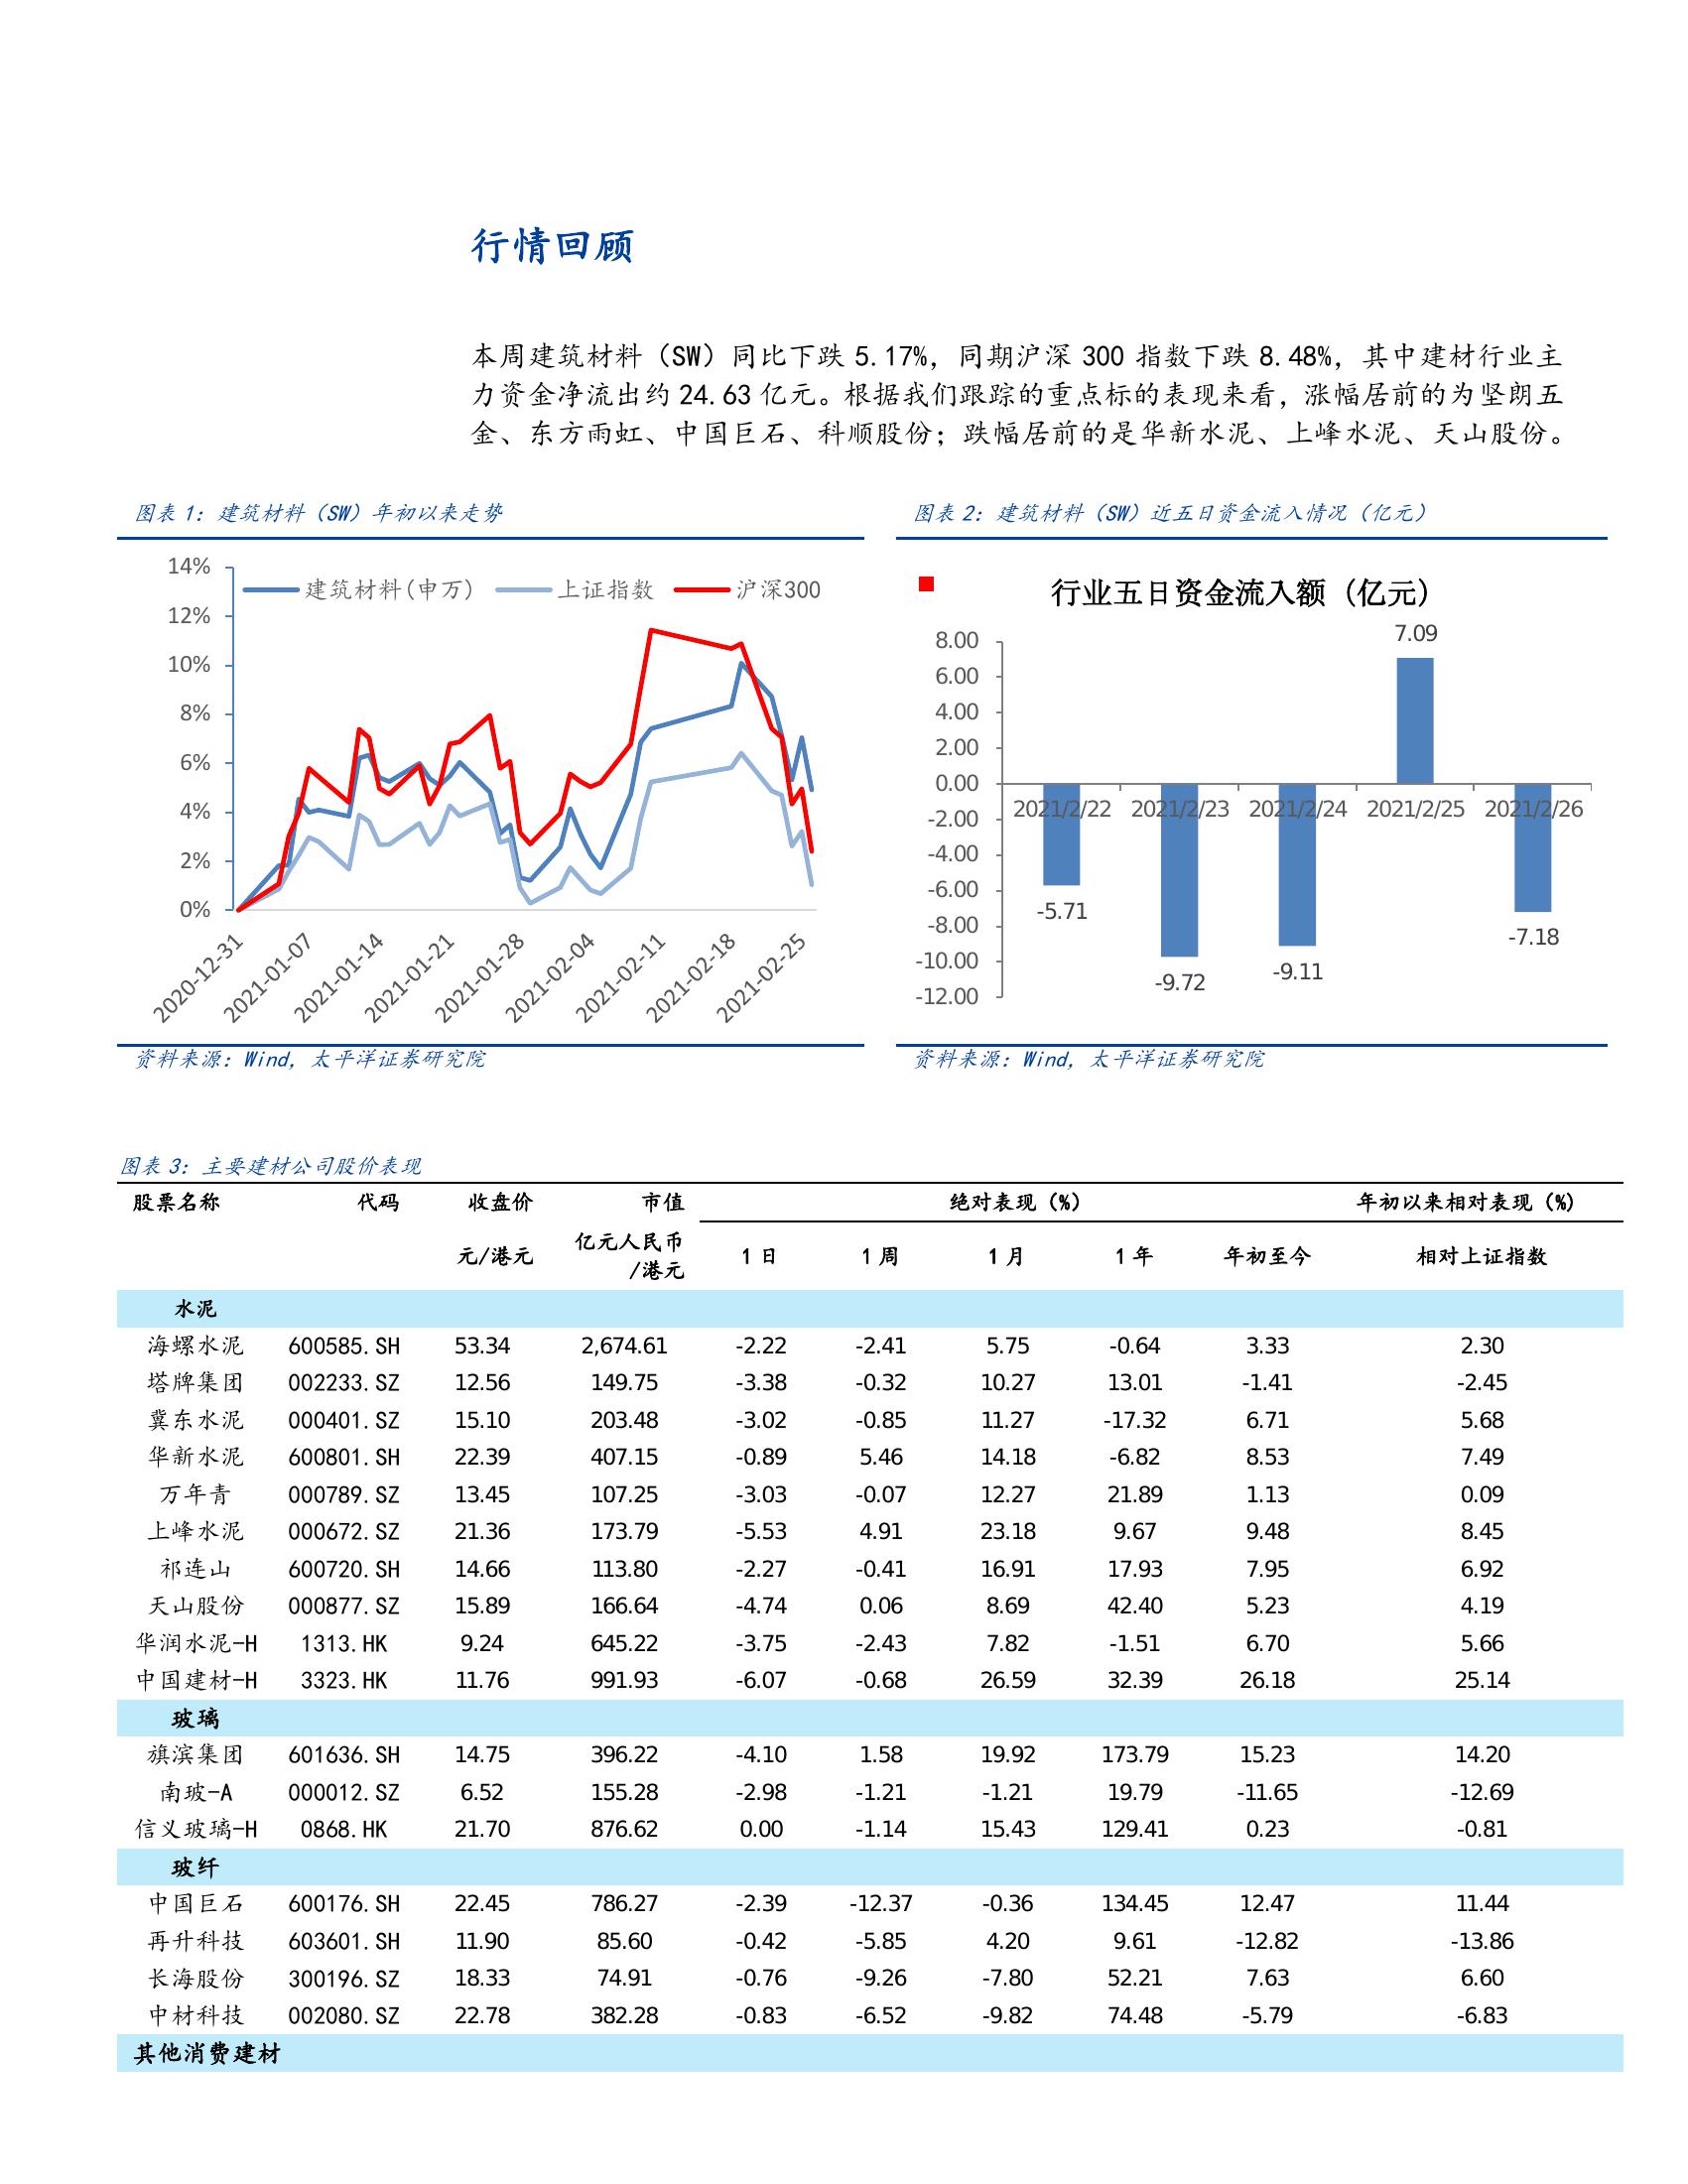 行情回顾
本周建筑材料（SW）同比下跌 5.17%，同期沪深 300 指数下跌 8.48%，其中建材行业主
力资金净流出约 24.63 亿元。根据我们跟踪的重点标的表现来看，涨幅居前的为坚朗五
金、东方雨虹、中国巨石、科顺股份；跌幅居前的是华新水泥、上峰水泥、天山股份。
图表 1：建筑材料（SW）年初以来走势
14%
12%
10%
8%
6%
4%
2%
0%
建筑材料(申万) 上证指数 沪深300
2020-12-31 2021-01-07 2021-01-14 2021-01-21 2021-01-28 2021-02-04 2021-02-11 2021-02-18 2021-02-25
资料来源：Wind，太平洋证券研究院
图表 2：建筑材料（SW）近五日资金流入情况（亿元）
行业五日资金流入额（亿元）
8.00
6.00
4.00
2.00
0.00
-2.00
-4.00
-6.00
-8.00
-10.00
-12.00
7.09
2021/2/22 2021/2/23 2021/2/24 2021/2/25 2021/2/26
-5.71
-9.72
-9.11
-7.18
资料来源：Wind，太平洋证券研究院
图表 3：主要建材公司股价表现
股票名称 代码 收盘价 市值 绝对表现（%） 年初以来相对表现（%）
元/港元 亿元人民币 1 日 1 周 1 月 1 年 年初至今 相对上证指数
/港元
水泥
海螺水泥 600585.SH 53.34 2,674.61 -2.22 -2.41 5.75 -0.64 3.33 2.30
塔牌集团 002233.SZ 12.56 149.75 -3.38 -0.32 10.27 13.01 -1.41 -2.45
冀东水泥 000401.SZ 15.10 203.48 -3.02 -0.85 11.27 -17.32 6.71 5.68
华新水泥 600801.SH 22.39 407.15 -0.89 5.46 14.18 -6.82 8.53 7.49
万年青 000789.SZ 13.45 107.25 -3.03 -0.07 12.27 21.89 1.13 0.09
上峰水泥 000672.SZ 21.36 173.79 -5.53 4.91 23.18 9.67 9.48 8.45
祁连山 600720.SH 14.66 113.80 -2.27 -0.41 16.91 17.93 7.95 6.92
天山股份 000877.SZ 15.89 166.64 -4.74 0.06 8.69 42.40 5.23 4.19
华润水泥-H 1313.HK 9.24 645.22 -3.75 -2.43 7.82 -1.51 6.70 5.66
中国建材-H 3323.HK 11.76 991.93 -6.07 -0.68 26.59 32.39 26.18 25.14
玻璃
旗滨集团 601636.SH 14.75 396.22 -4.10 1.58 19.92 173.79 15.23 14.20
南玻-A 000012.SZ 6.52 155.28 -2.98 -1.21 -1.21 19.79 -11.65 -12.69
信义玻璃-H 0868.HK 21.70 876.62 0.00 -1.14 15.43 129.41 0.23 -0.81
玻纤
中国巨石 600176.SH 22.45 786.27 -2.39 -12.37 -0.36 134.45 12.47 11.44
再升科技 603601.SH 11.90 85.60 -0.42 -5.85 4.20 9.61 -12.82 -13.86
长海股份 300196.SZ 18.33 74.91 -0.76 -9.26 -7.80 52.21 7.63 6.60
中材科技 002080.SZ 22.78 382.28 -0.83 -6.52 -9.82 74.48 -5.79 -6.83
其他消费建材